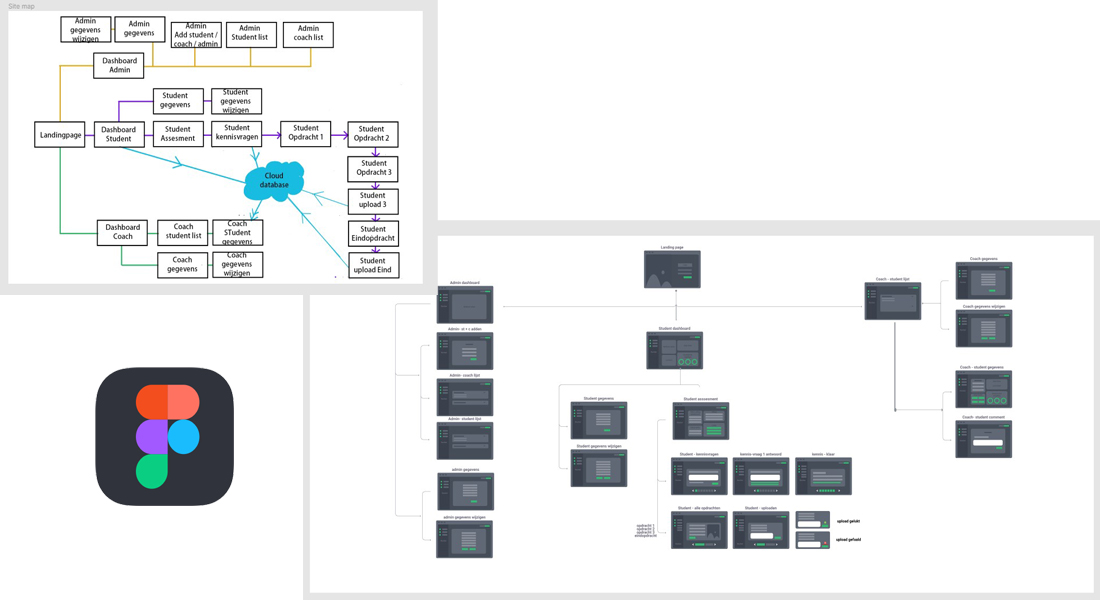 Site map
Admin
gegevens
wijzigen
Admin
gegevens
Admin
Add student /
coach / admin
Admin
Student list
Admin
coach list
Dashboard
Admin
Student
gegevens
Student
gegevens
wijzigen
Landingpage
Dashboard
Student
Student
Assesment
Student
kennisvragen
Student
Opdracht 1
Student
Opdracht 2
Student
Opdracht 3
Cloud
database
Student
upload 3
Dashboard
Coach
Coach
student list
Coach
STudent
gegevens
Student
Eindopdracht
Coach
gegevens
Coach
gegevens
wijzigen
Student
upload Eind
Landing page
Coach gegevens
Coach - student lijst
Admin dashboard
Coach gegevens wijzigen
Student dashboard
Admin - coach lijst
Coach - student gegevens
Student gegevens
Student assessment
Coach - student comment
Admin - student lijst
Student gegevens wijzigen
Student - kennisvragen
kennis-vraag 1 antwoord
kennis - klaar
admin gegevens
Student - alle opdrachten
Student - uploaden
admin gegevens wijzigen
upload gelukt
opdracht 1
opdracht 2
opdracht 3
eindopdracht
upload gefaald